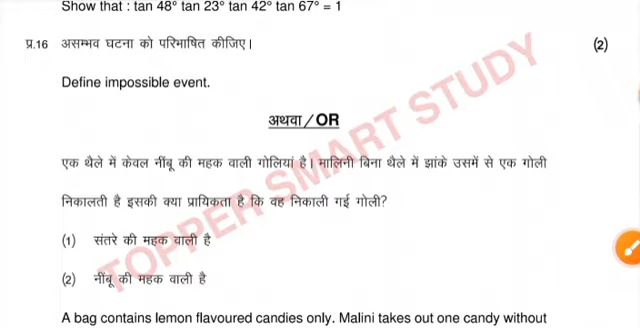 Show that : tan 48° tan 23° tan 42° tan 67° = 1
प्र.16 असम्भव घटना को परिभाषित कीजिए। (2)
Define impossible event.
अथवा / OR
एक थैले में केवल नींबू की महक वाली गोलियां है। मालिनी बिना थैले में झांके उसमें से एक गोली
निकालती है इसकी क्या प्रायिकता है कि वह निकाली गई गोली?
(1) संतरे की महक वाली है
(2) नींबू की महक वाली है
A bag contains lemon flavoured candies only. Malini takes out one candy without
TOPPER SMART STUDY